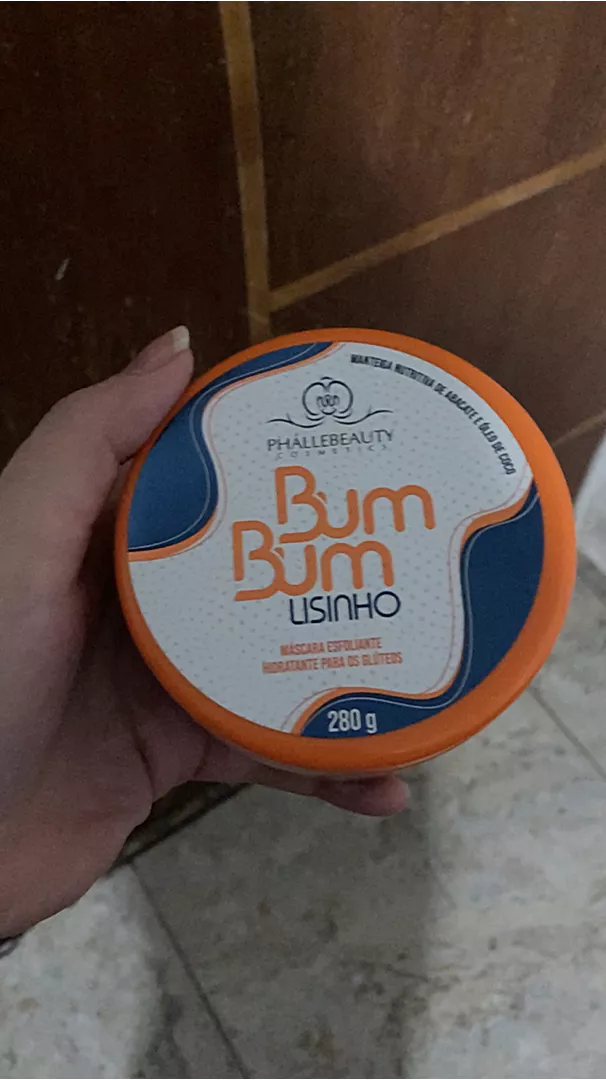 MANTEIGA NUTRITIVA DE ABACATE E ÓLEO DE COCO
PHÁLLEBEAUTY
COSMETICS
Bum
Bum
LISINHO
MÁSCARA ESFOLIANTE
HIDRATANTE PARA OS GLÚTEOS
280 g